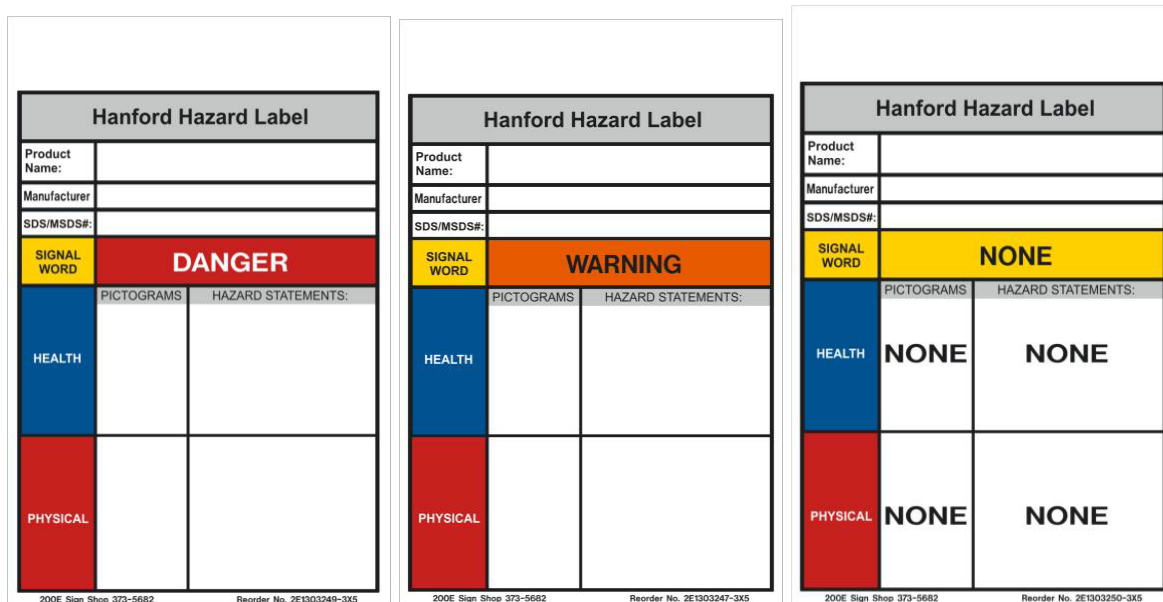 Hanford Hazard Label
Product
Name:
Manufacturer
SDS/MSDS#:
SIGNAL
WORD
DANGER
PICTOGRAMS
HAZARD STATEMENTS:
HEALTH
PHYSICAL
200E Sign Shop 373-5682
Reorder No. 2E1303249-3X5
Hanford Hazard Label
Product
Name:
Manufacturer
SDS/MSDS#:
SIGNAL
WORD
WARNING
PICTOGRAMS
HAZARD STATEMENTS:
HEALTH
PHYSICAL
200E Sign Shop 373-5682
Reorder No. 2E1303247-3X5
Hanford Hazard Label
Product
Name:
Manufacturer
SDS/MSDS#:
SIGNAL
WORD
NONE
PICTOGRAMS
HAZARD STATEMENTS:
HEALTH
NONE
NONE
PHYSICAL
NONE
NONE
200E Sign Shop 373-5682
Reorder No. 2E1303250-3X5